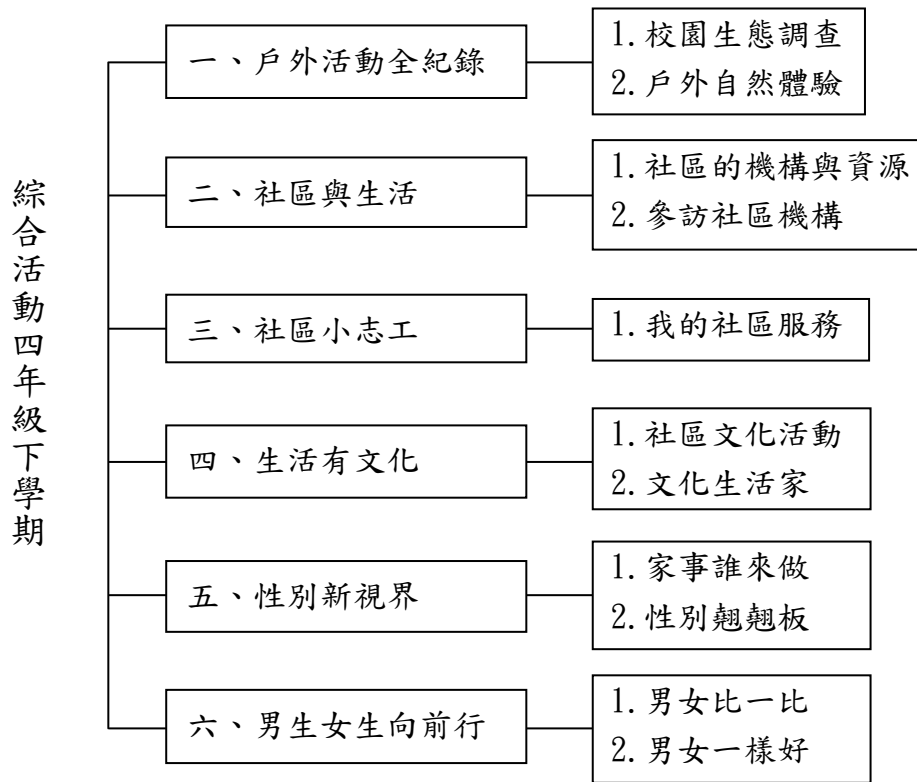 綜合活動四年級下學期
一、戶外活動全紀錄
1.校園生態調查
2.戶外自然體驗
二、社區與生活
1.社區的機構與資源
2.參訪社區機構
三、社區小志工
1.我的社區服務
四、生活有文化
1.社區文化活動
2.文化生活家
五、性別新視界
1.家事誰來做
2.性別翹翹板
六、男生女生向前行
1.男女比一比
2.男女一樣好